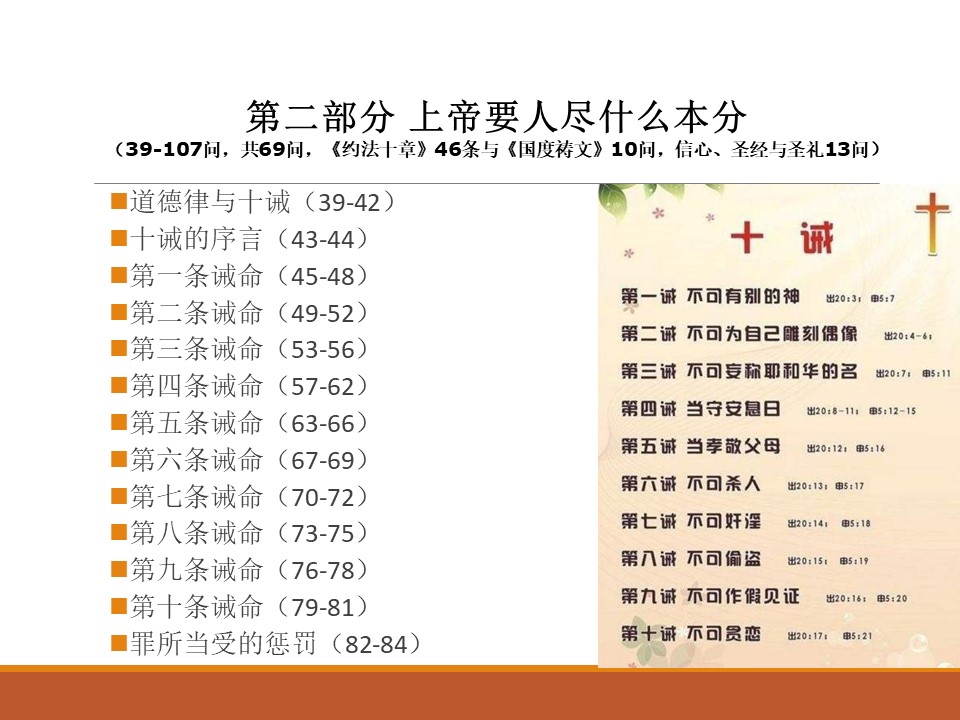 第二部分 上帝要人尽什么本分
（39-107问，共69问，《约法十章》46条与《国度祷文》10问，信心、圣经与圣礼13问）
道德律与十诫（39-42）
十诫的序言（43-44）
第一条诫命（45-48）
第二条诫命（49-52）
第三条诫命（53-56）
第四条诫命（57-62）
第五条诫命（63-66）
第六条诫命（67-69）
第七条诫命（70-72）
第八条诫命（73-75）
第九条诫命（76-78）
第十条诫命（79-81）
罪所当受的惩罚（82-84）
十 诫
第一诫 不可有别的神 出20:3； 申5:7
第二诫 不可为自己雕刻偶像 出20:4-6；
第三诫 不可妄称耶和华的名 出20:7； 申5:11
第四诫 当守安息日 出20:8-11； 申5:12-15
第五诫 当孝敬父母 出20:12； 申5:16
第六诫 不可杀人 出20:13； 申5:17
第七诫 不可奸淫 出20:14； 申5:18
第八诫 不可偷盗 出20:15； 申5:19
第九诫 不可作假见证 出20:16； 申5:20
第十诫 不可贪恋 出20:17； 申5:21